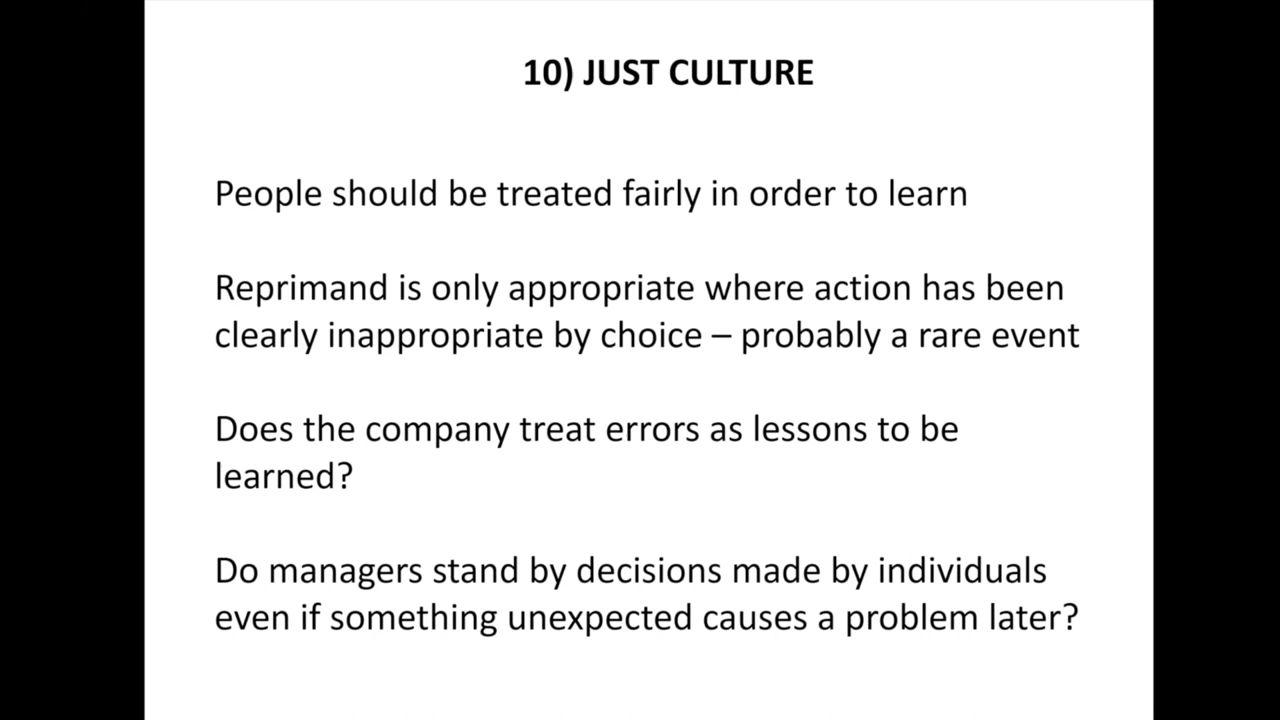 10) JUST CULTURE
People should be treated fairly in order to learn
Reprimand is only appropriate where action has been
clearly inappropriate by choice – probably a rare event
Does the company treat errors as lessons to be
learned?
Do managers stand by decisions made by individuals
even if something unexpected causes a problem later?